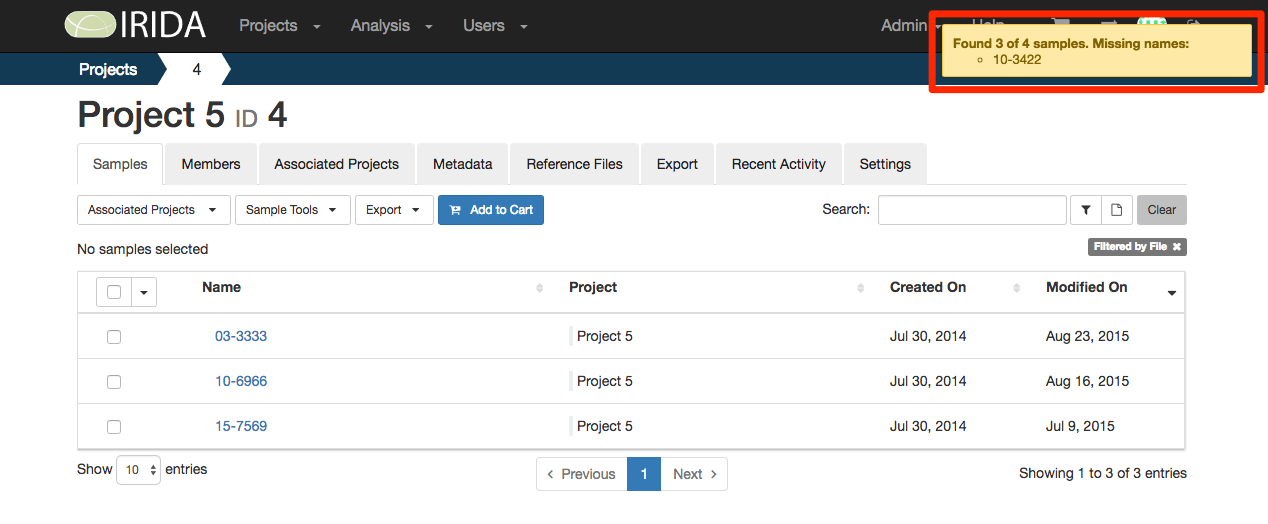 IRIDA Projects Analysis Users Admin Help
Found 3 of 4 samples. Missing names:
10-3422
Projects 4
Project 5 ID 4
Samples Members Associated Projects Metadata Reference Files Export Recent Activity Settings
Associated Projects Sample Tools Export Add to Cart Search: Clear
No samples selected Filtered by File ✖
Name Project Created On Modified On
03-3333 Project 5 Jul 30, 2014 Aug 23, 2015
10-6966 Project 5 Jul 30, 2014 Aug 16, 2015
15-7569 Project 5 Jul 30, 2014 Jul 9, 2015
Show 10 entries ‹ Previous 1 Next › Showing 1 to 3 of 3 entries